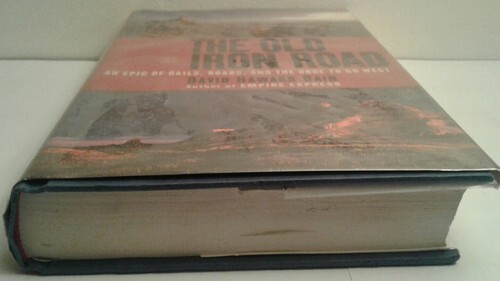 THE OLD
IRON ROAD
AN EPIC OF RAILS, ROADS, AND THE URGE TO GO WEST
DAVID HAWARD BAIN
Author of EMPIRE EXPRESS